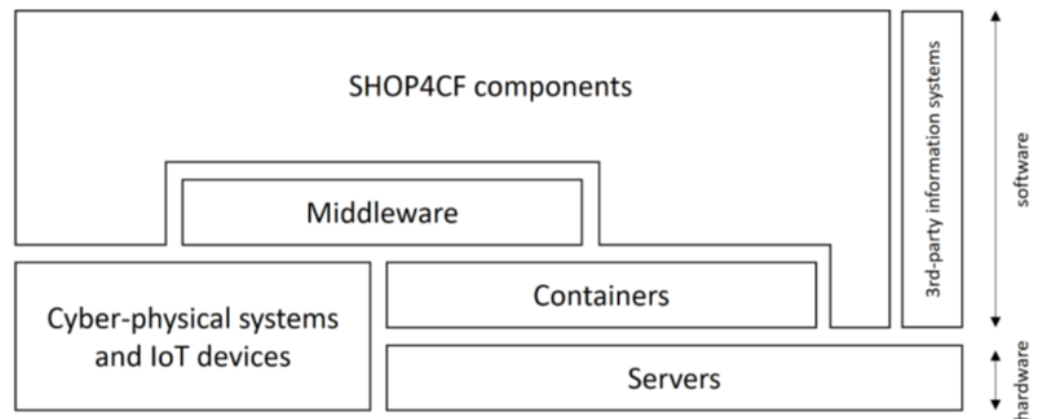 SHOP4CF components
3rd-party information systems
software
Middleware
Containers
Cyber-physical systems
and IoT devices
Servers
hardware